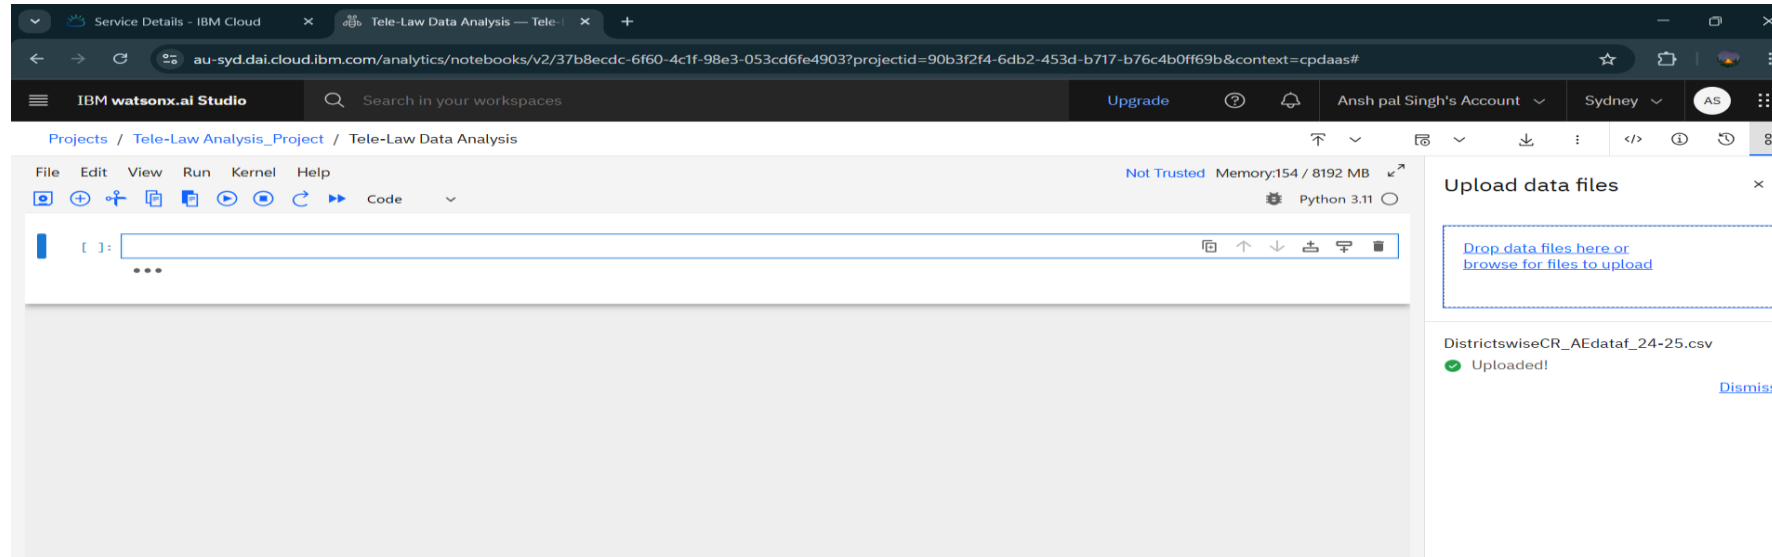 Service Details - IBM Cloud
Tele-Law Data Analysis — Tele-
au-syd.dai.cloud.ibm.com/analytics/notebooks/v2/37b8ecdc-6f60-4c1f-98e3-053cd6fe4903?projectid=90b3f2f4-6db2-453d-b717-b76c4b0ff69b&context=cpdaas#
IBM watsonx.ai Studio
Search in your workspaces
Upgrade
Ansh pal Singh's Account
Sydney
AS
Projects / Tele-Law Analysis_Project / Tele-Law Data Analysis
File Edit View Run Kernel Help
Not Trusted Memory:154 / 8192 MB
Code
Python 3.11
[ ]:
Upload data files
Drop data files here or
browse for files to upload
DistrictswiseCR_AEdataf_24-25.csv
Uploaded!
Dismiss